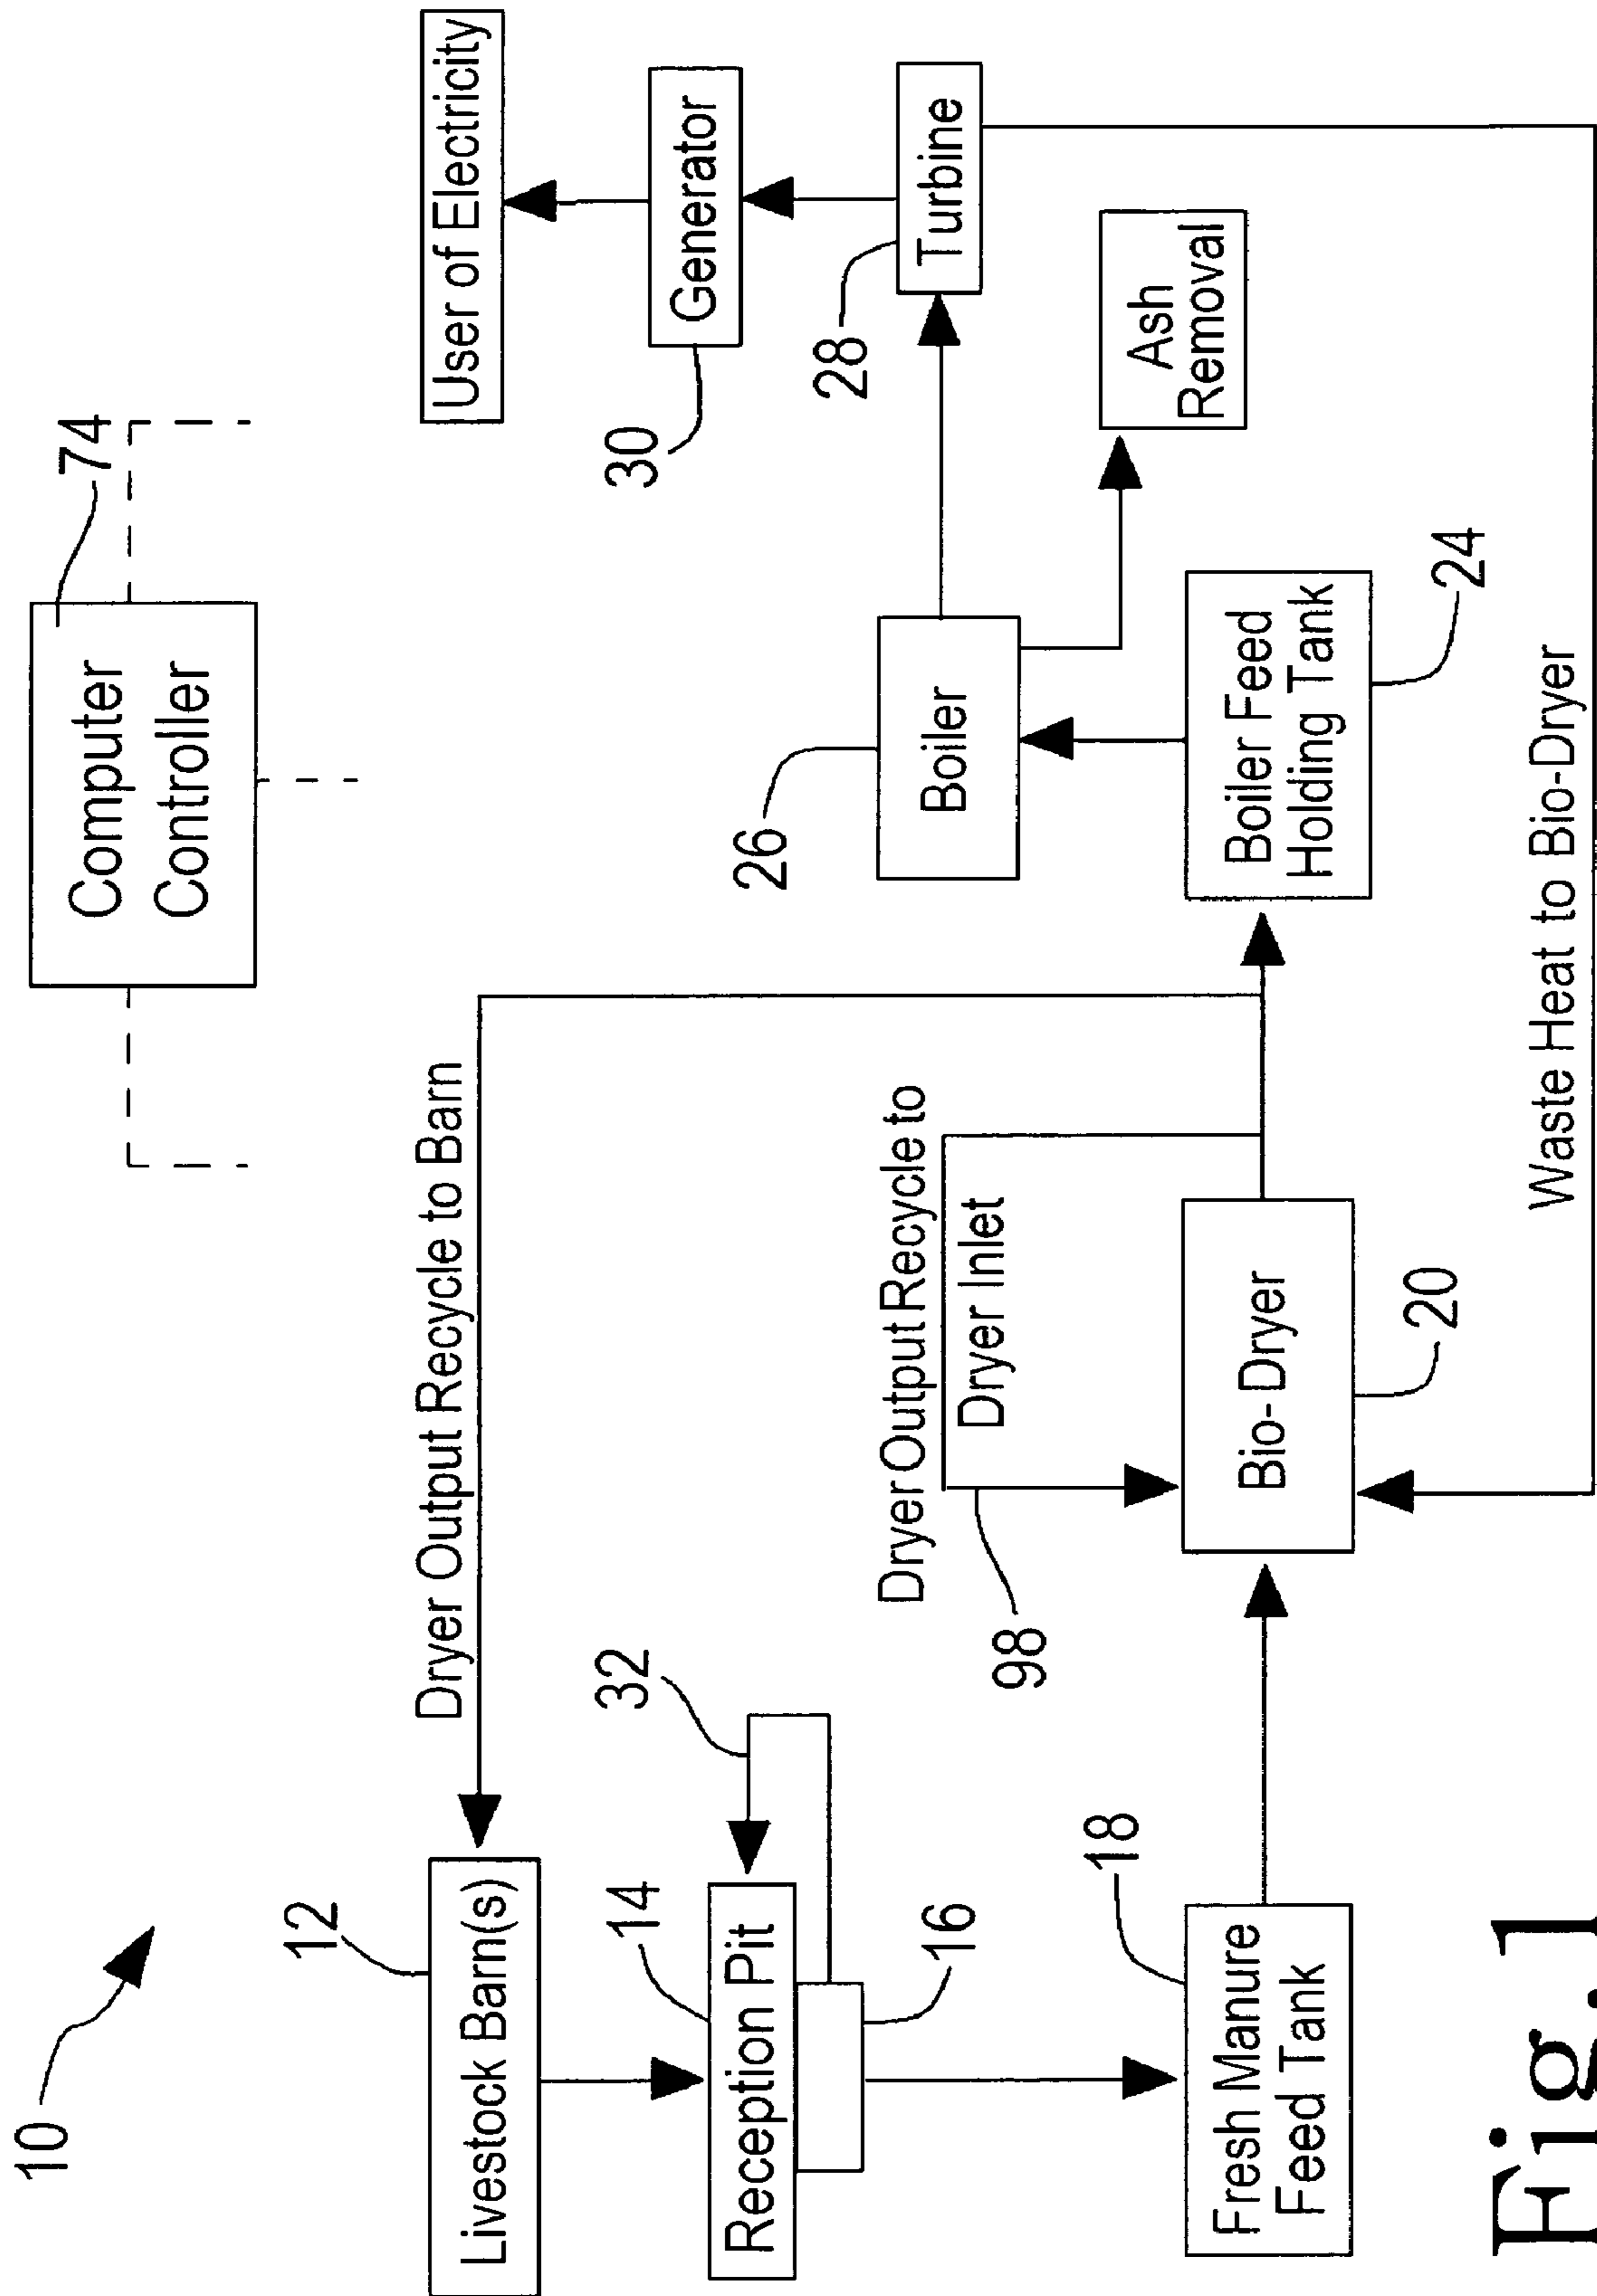 10
Computer
Controller
74
12
Livestock Barn(s)
Dryer Output Recycle to Barn
User of Electricity
14
Reception Pit
32
16
30
Generator
28
Turbine
26
Boiler
Ash
Removal
Dryer Output Recycle to
Dryer Inlet
98
18
Fresh Manure
Feed Tank
Bio-Dryer
20
Boiler Feed
Holding Tank
24
Waste Heat to Bio-Dryer
Fig. 1